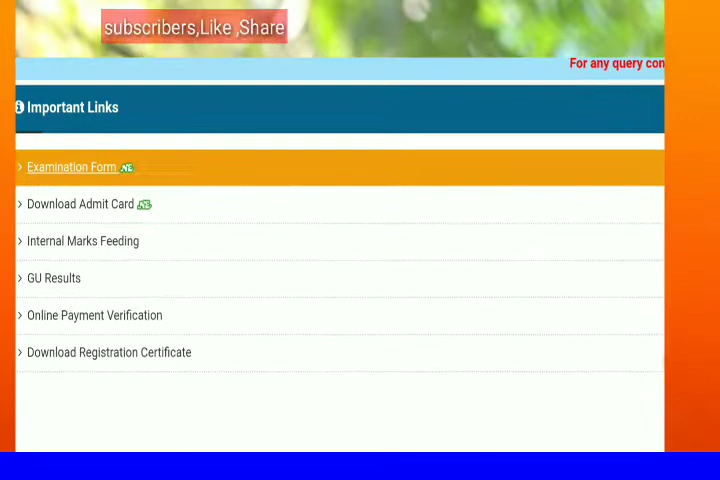 subscribers,Like ,Share
For any query con
Important Links
Examination Form
Download Admit Card
Internal Marks Feeding
GU Results
Online Payment Verification
Download Registration Certificate